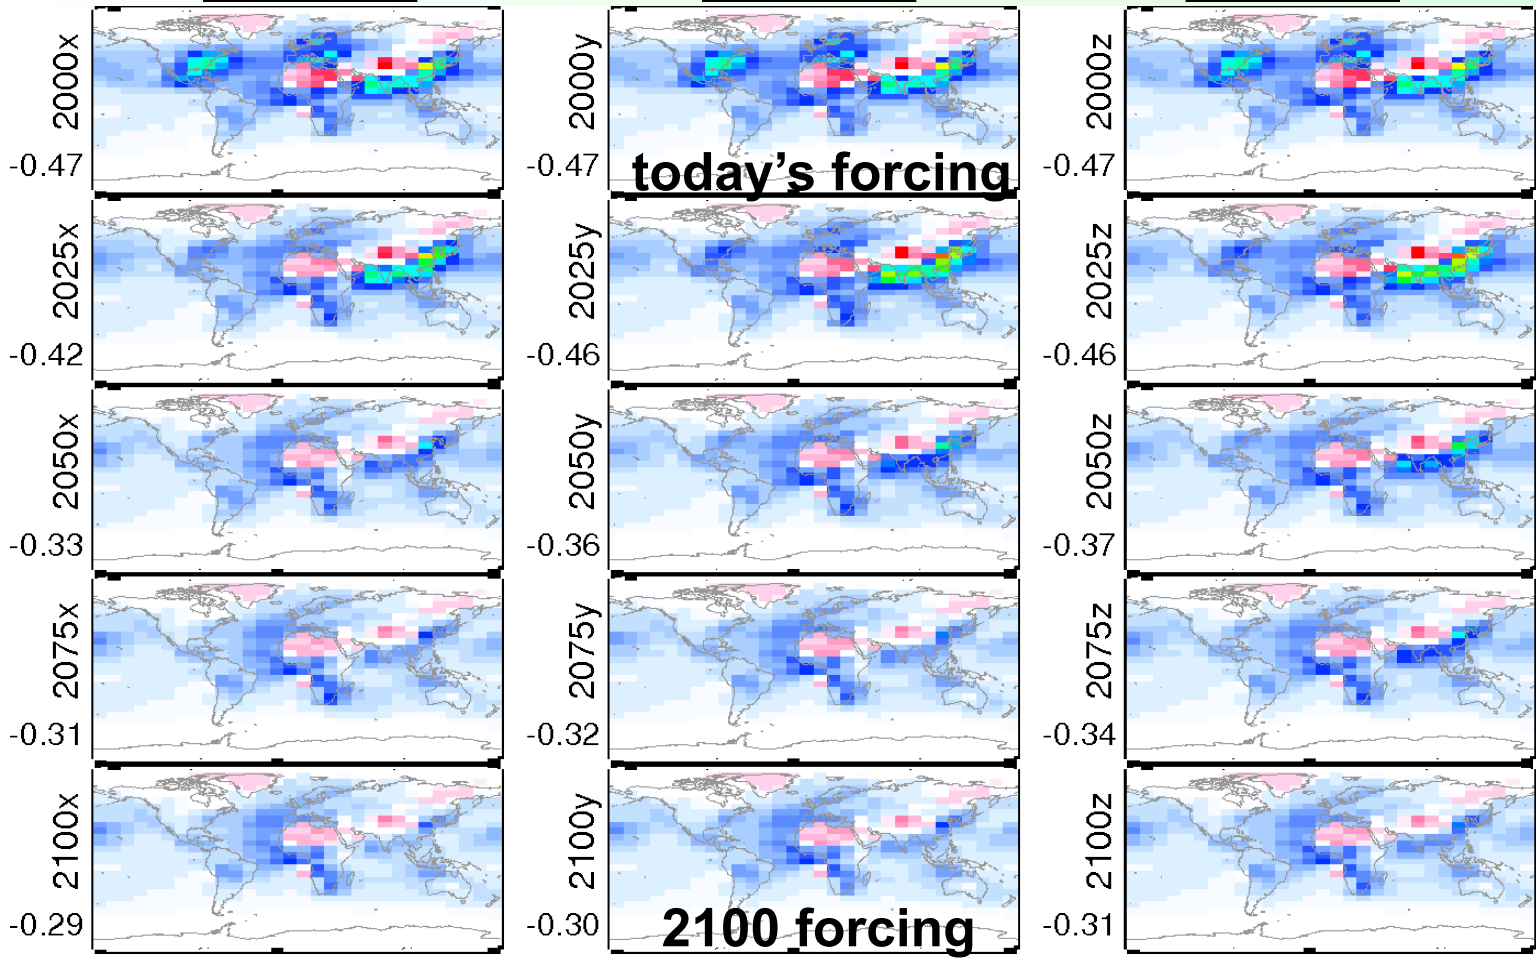 2000x
2000y
2000z
-0.47
-0.47
-0.47
today’s forcing
2025x
2025y
2025z
-0.42
-0.46
-0.46
2050x
2050y
2050z
-0.33
-0.36
-0.37
2075x
2075y
2075z
-0.31
-0.32
-0.34
2100x
2100y
2100z
-0.29
-0.30
-0.31
2100 forcing